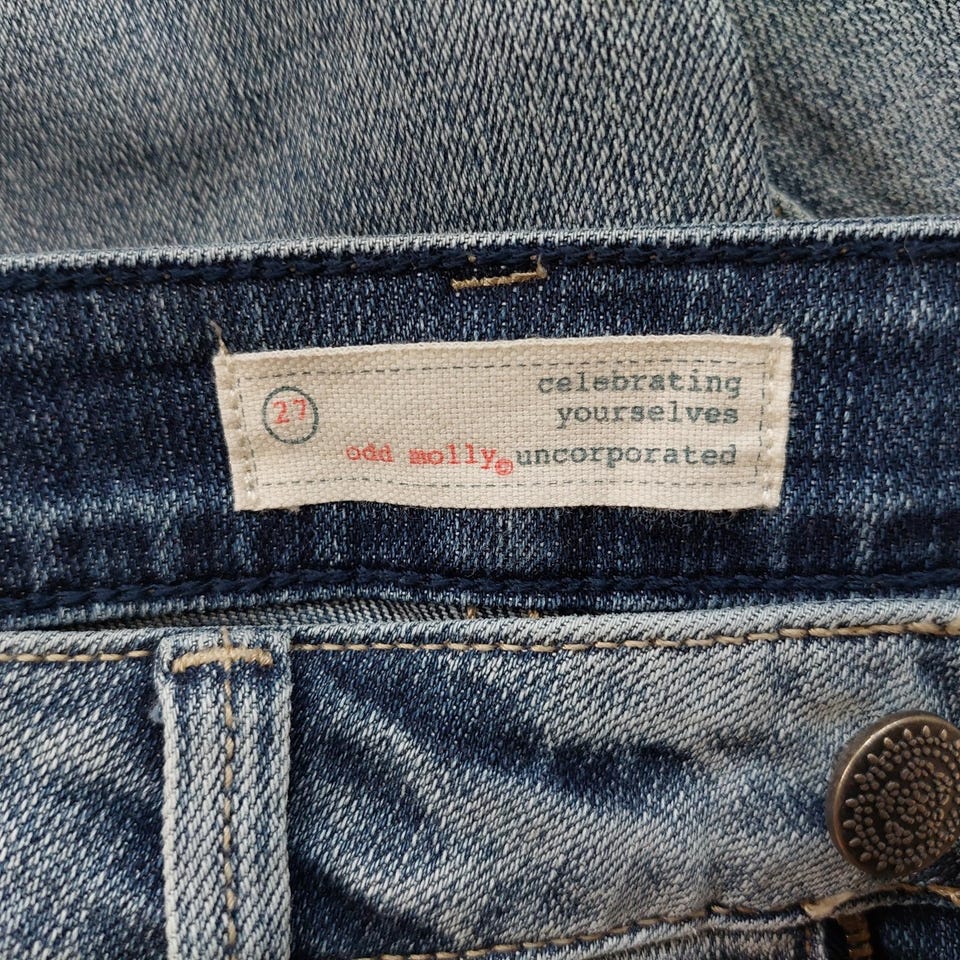 27
celebrating
yourselves
odd molly© uncorporated